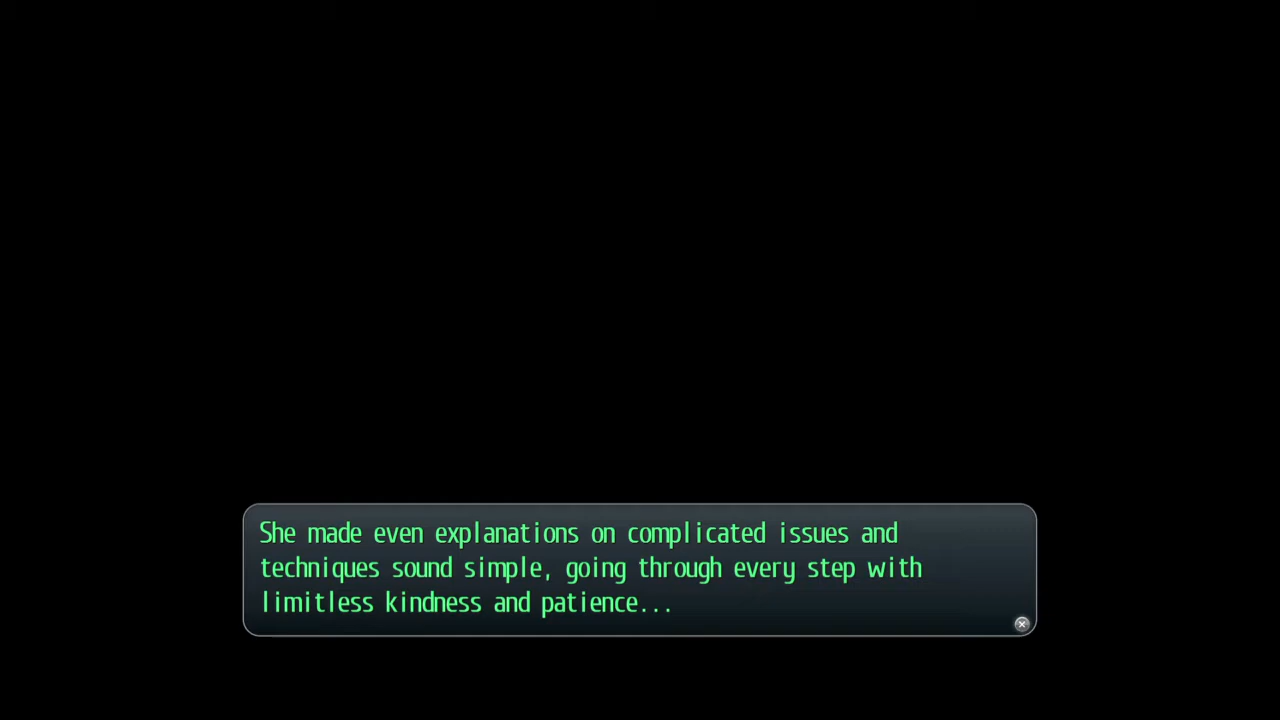 She made even explanations on complicated issues and
techniques sound simple, going through every step with
limitless kindness and patience...